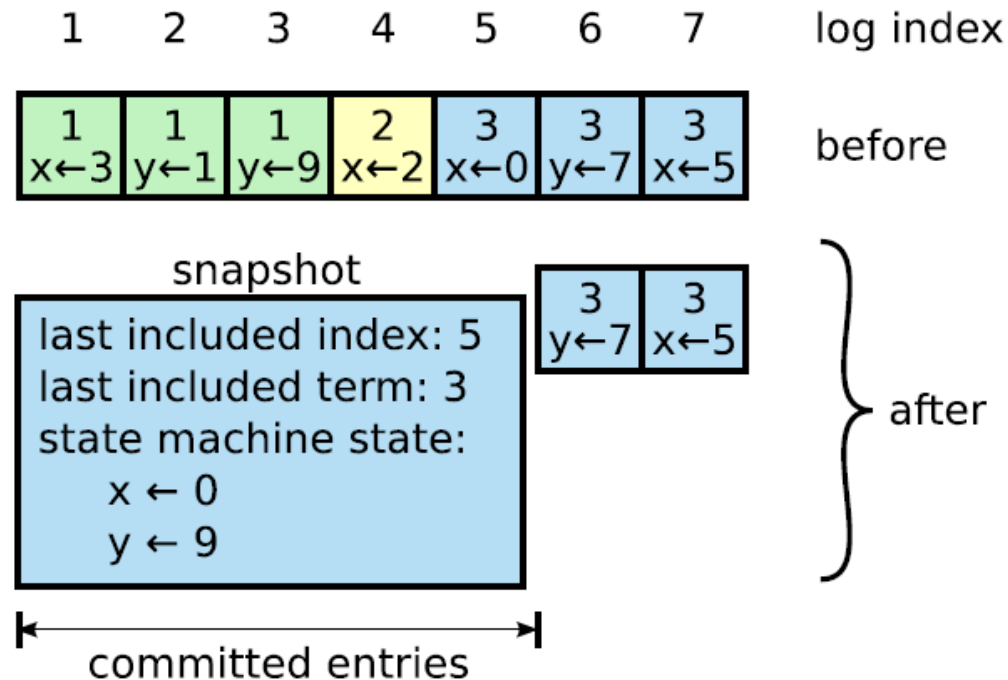 1 2 3 4 5 6 7 log index
1 1 1 2 3 3 3
x←3 y←1 y←9 x←2 x←0 y←7 x←5
before
snapshot
last included index: 5
last included term: 3
state machine state:
x ← 0
y ← 9
3 3
y←7 x←5
after
committed entries